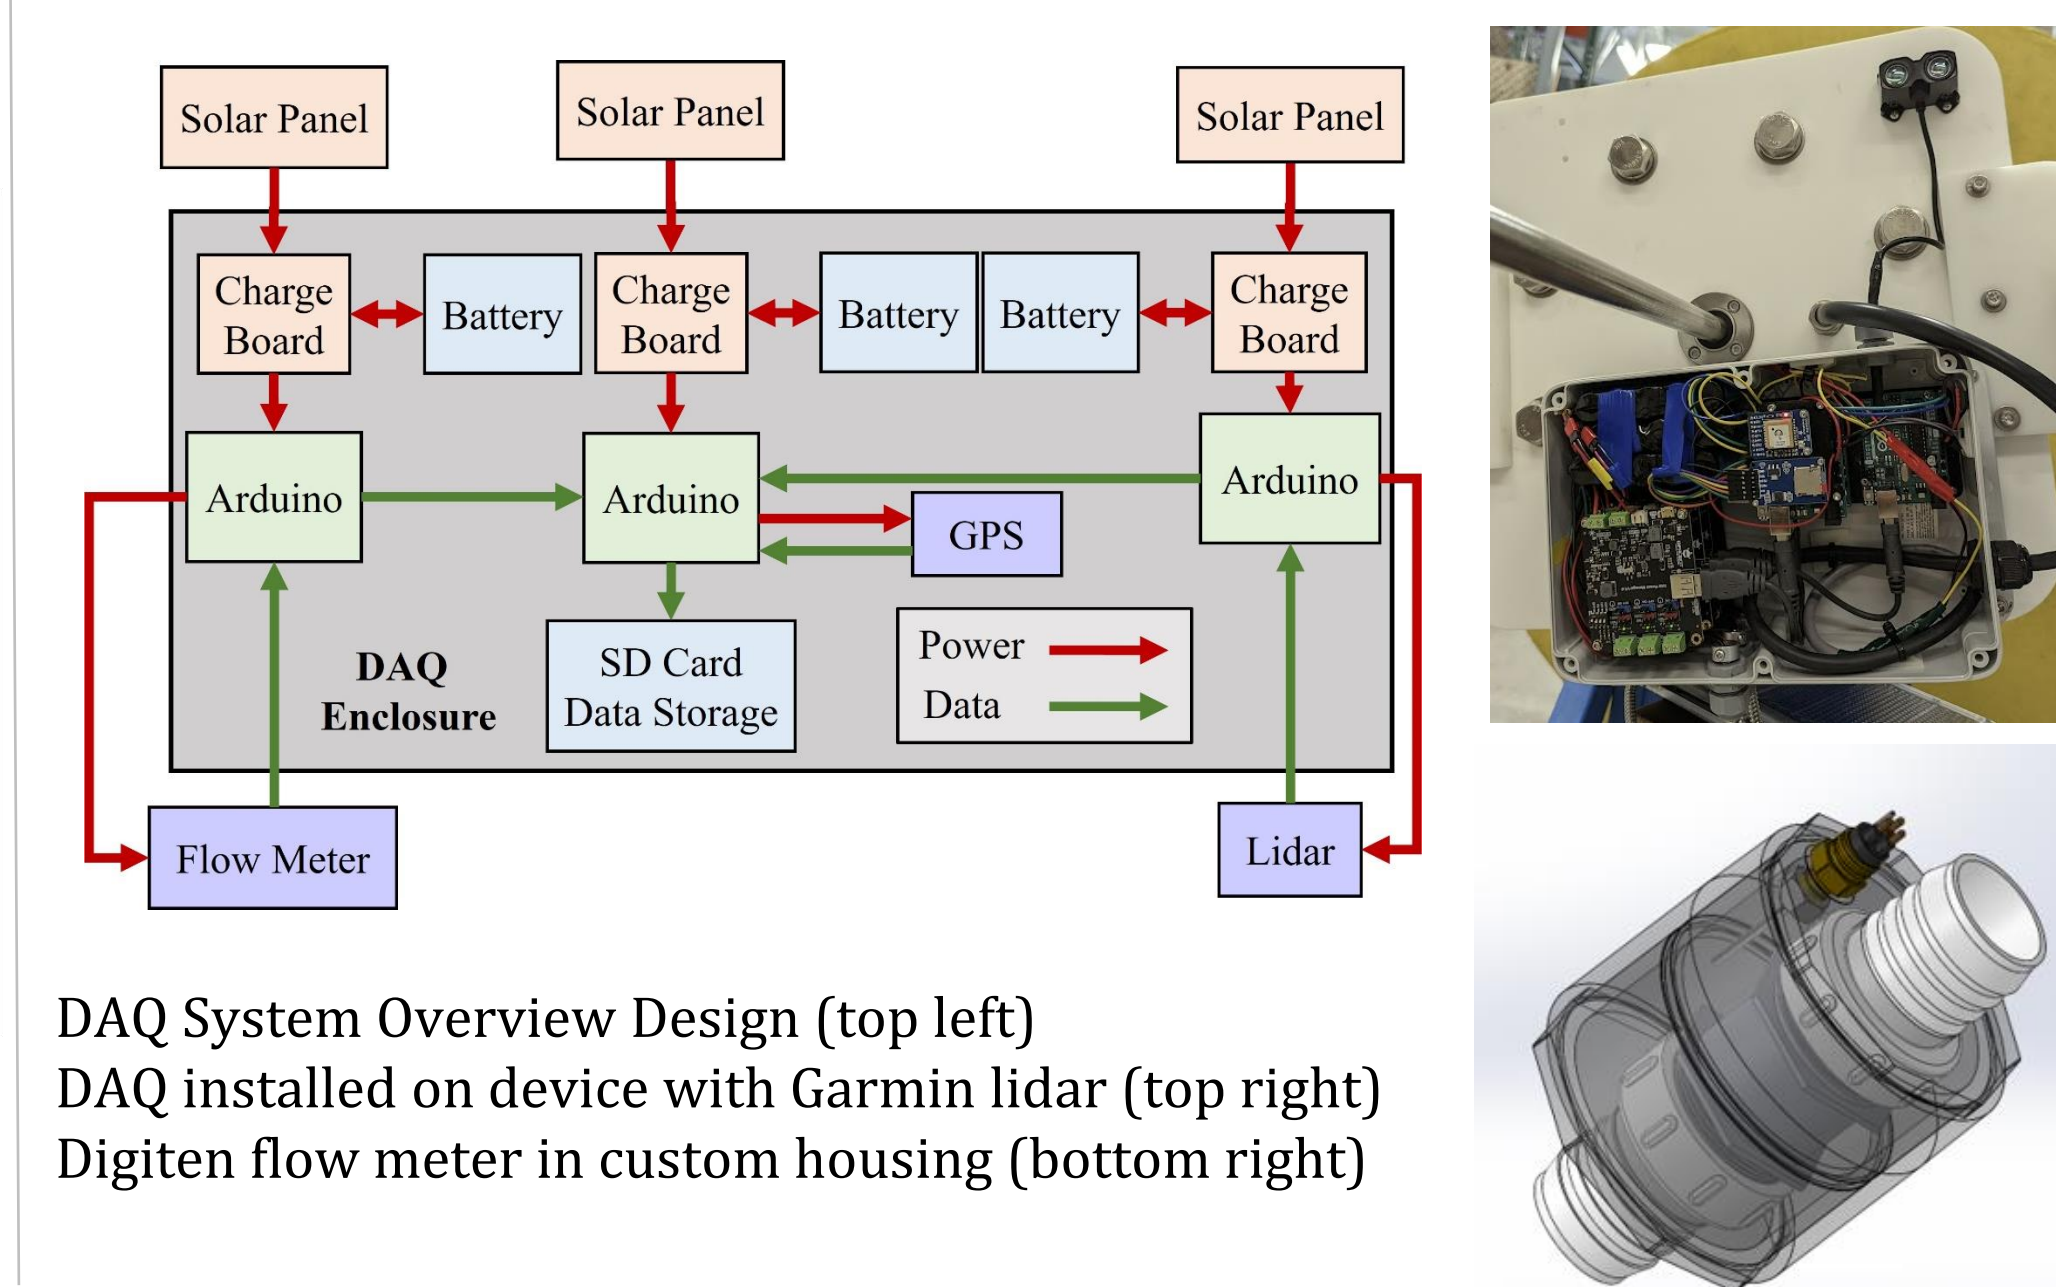 Solar Panel
Solar Panel
Solar Panel
Charge
Board
Battery
Charge
Board
Battery
Battery
Charge
Board
Arduino
Arduino
Arduino
GPS
DAQ
Enclosure
SD Card
Data Storage
Power
Data
Flow Meter
Lidar
DAQ System Overview Design (top left)
DAQ installed on device with Garmin lidar (top right)
Digiten flow meter in custom housing (bottom right)